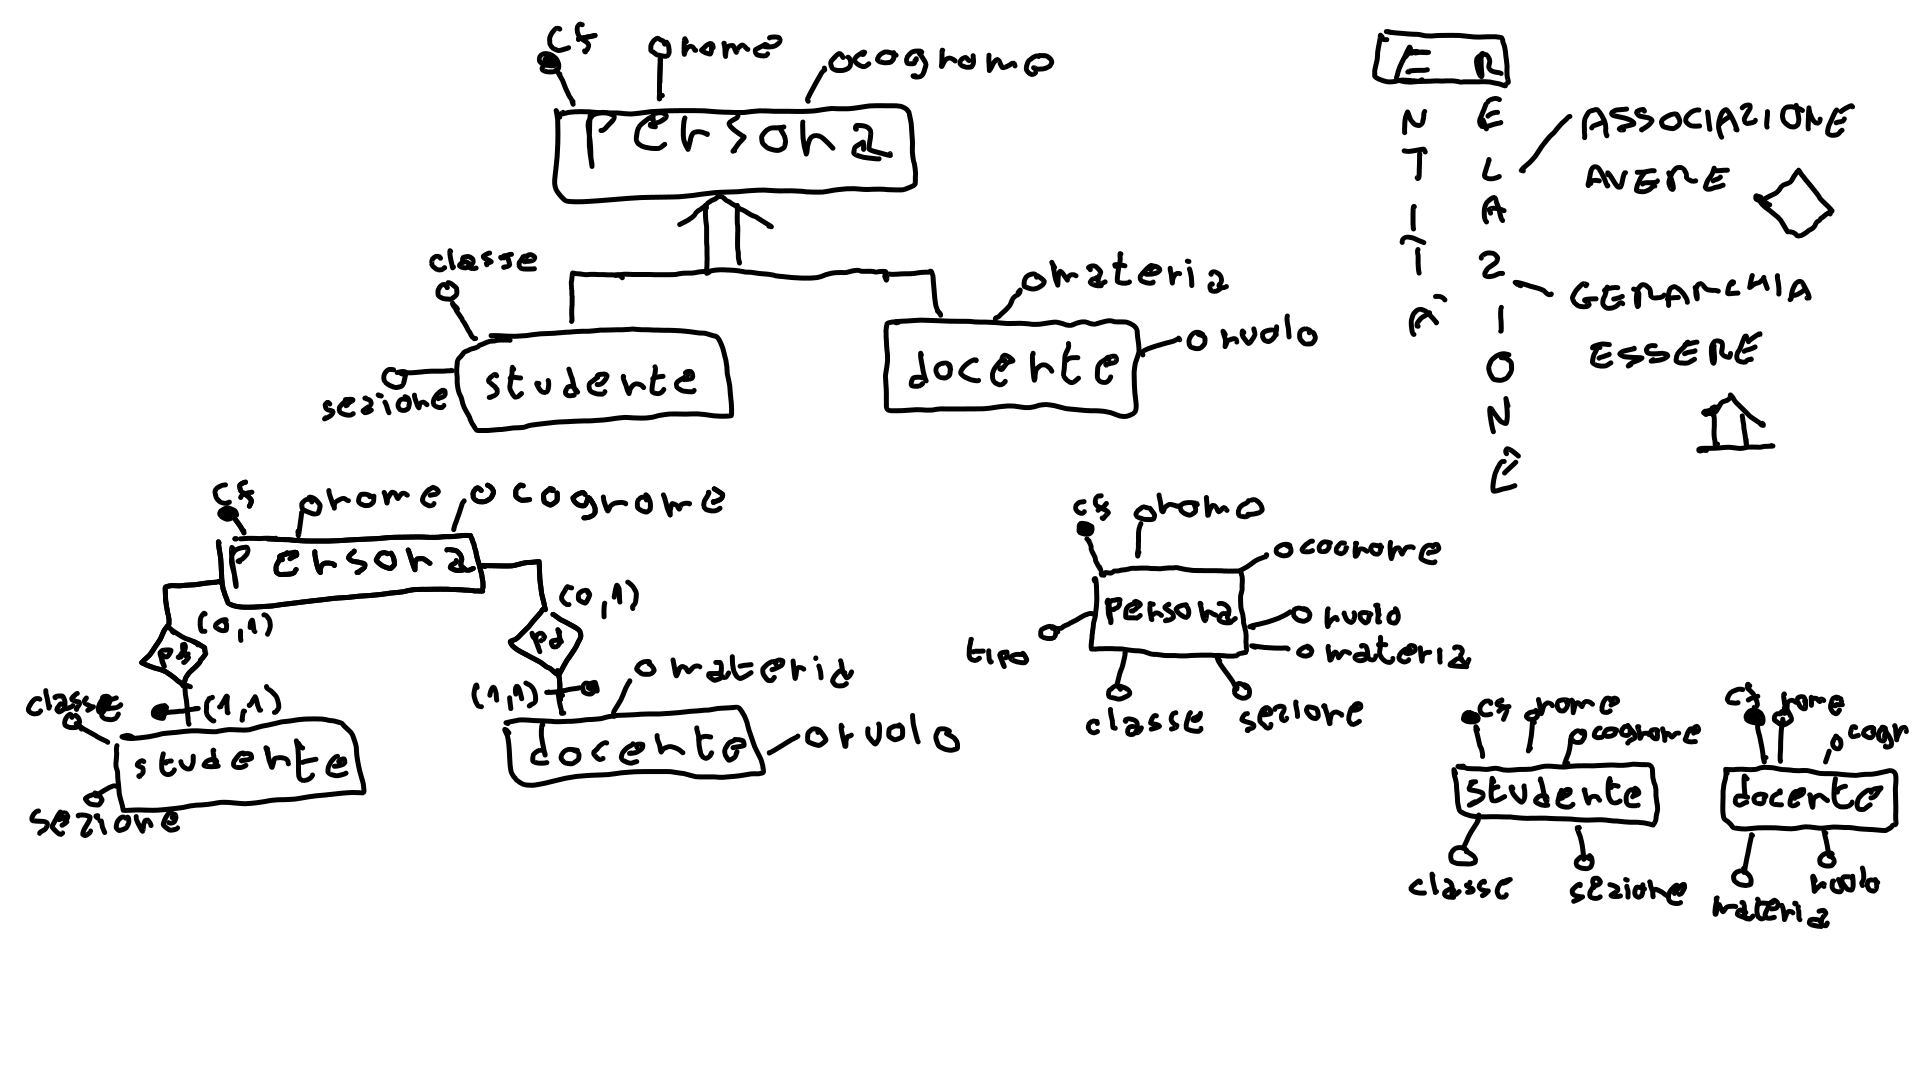 cf nome cognome
persona
classe
sezione
studente
materia
ruolo
docente
E R
ENTITÀ
RELAZIONÉ
ASSOCIAZIONE
AVERE
GERARCHIA
ESSERE
cf nome cognome
persona
(0,1)
(0,1)
ps
pd
classe
(1,1)
studente
sezione
(1,1)
materia
docente
ruolo
cf nome
cognome
persona
ruolo
materia
tipo
classe
sezione
cf nome
cognome
studente
classe
sezione
cf nome
cogn
docente
materia
ruolo